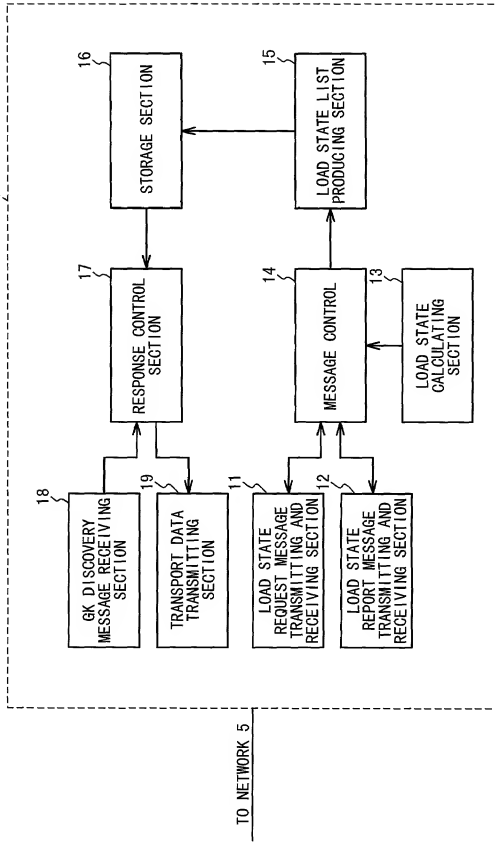 TO NETWORK 5
18
GK DISCOVERY
MESSAGE RECEIVING
SECTION
19
TRANSPORT DATA
TRANSMITTING
SECTION
11
LOAD STATE
REQUEST MESSAGE
TRANSMITTING AND
RECEIVING SECTION
12
LOAD STATE
REPORT MESSAGE
TRANSMITTING AND
RECEIVING SECTION
17
RESPONSE CONTROL
SECTION
14
MESSAGE CONTROL
13
LOAD STATE
CALCULATING
SECTION
16
STORAGE SECTION
15
LOAD STATE LIST
PRODUCING SECTION